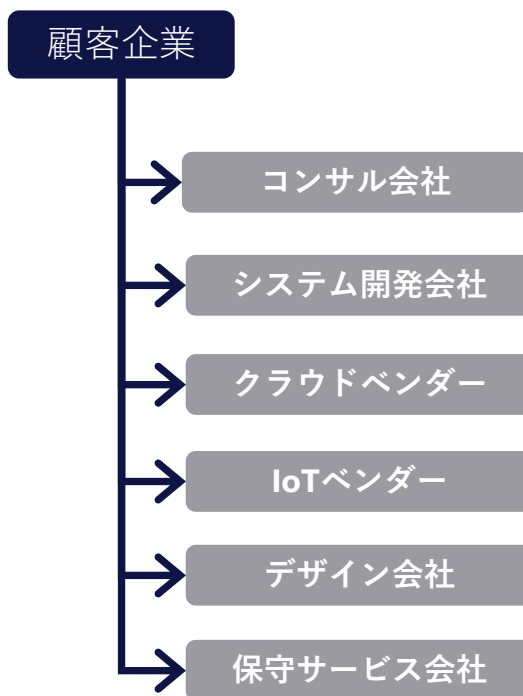 顧客企業
コンサル会社
システム開発会社
クラウドベンダー
IoTベンダー
デザイン会社
保守サービス会社